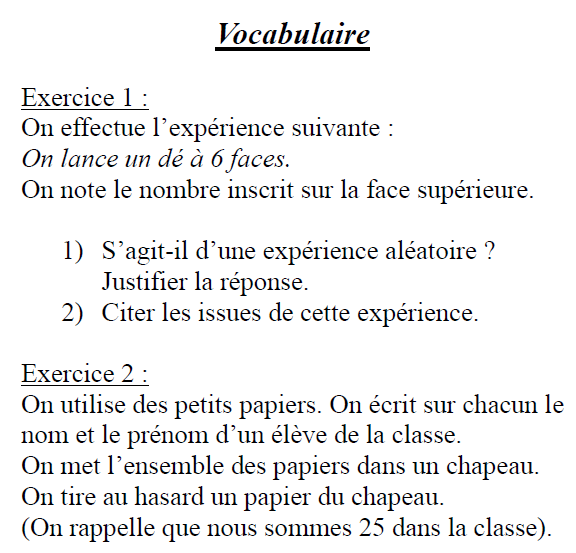 Vocabulaire
Exercice 1 :
On effectue l’expérience suivante :
On lance un dé à 6 faces.
On note le nombre inscrit sur la face supérieure.
1) S’agit-il d’une expérience aléatoire ?
Justifier la réponse.
2) Citer les issues de cette expérience.
Exercice 2 :
On utilise des petits papiers. On écrit sur chacun le
nom et le prénom d’un élève de la classe.
On met l’ensemble des papiers dans un chapeau.
On tire au hasard un papier du chapeau.
(On rappelle que nous sommes 25 dans la classe).